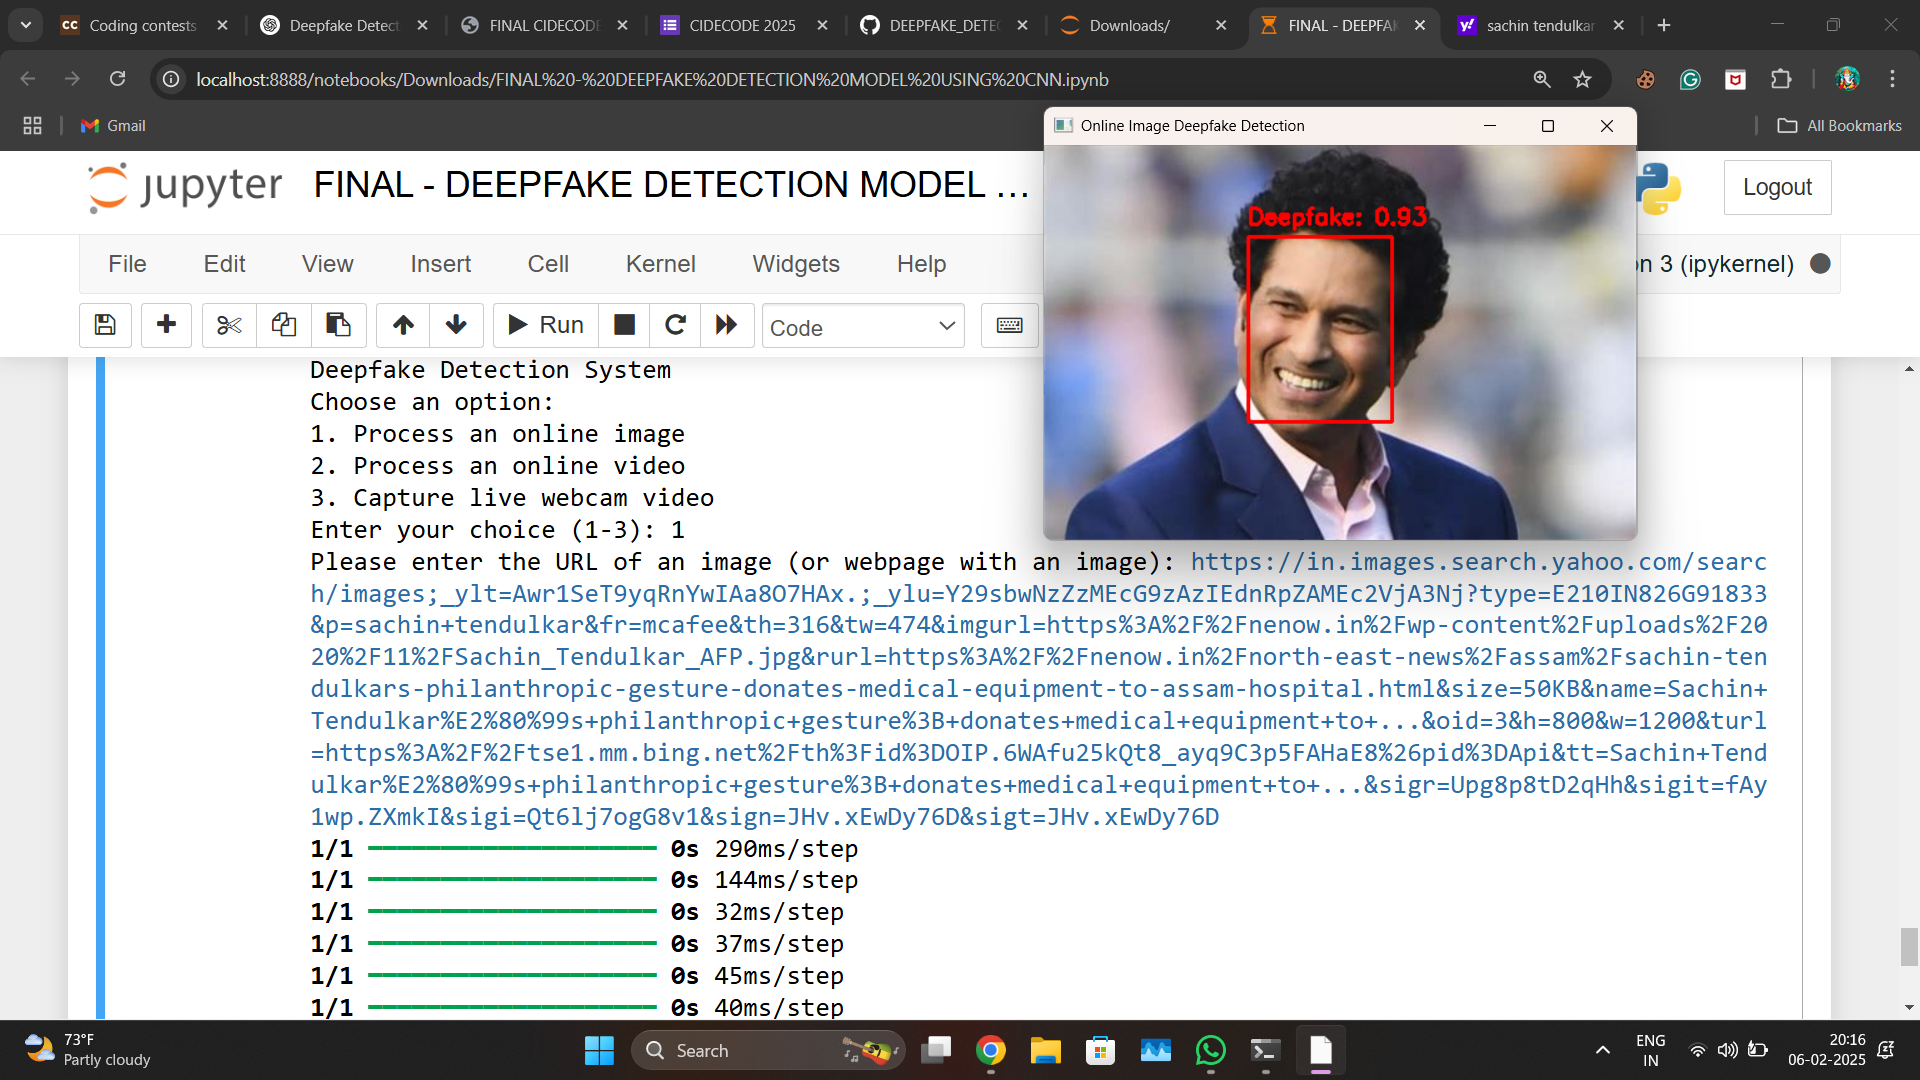 Coding contests
Deepfake Detect
FINAL CIDECODE
CIDECODE 2025
DEEPFAKE_DETEC
Downloads/
FINAL - DEEPFAK
sachin tendulkar
localhost:8888/notebooks/Downloads/FINAL%20-%20DEEPFAKE%20DETECTION%20MODEL%20USING%20CNN.ipynb
Gmail
All Bookmarks
Online Image Deepfake Detection
Deepfake: 0.93
jupyter FINAL - DEEPFAKE DETECTION MODEL ...
Logout
File Edit View Insert Cell Kernel Widgets Help
n 3 (ipykernel)
Run
Code
Deepfake Detection System
Choose an option:
1. Process an online image
2. Process an online video
3. Capture live webcam video
Enter your choice (1-3): 1
Please enter the URL of an image (or webpage with an image): https://in.images.search.yahoo.com/searc
h/images;_ylt=Awr1SeT9yqRnYwIAa8O7HAx.;_ylu=Y29sbwNzZzMEcG9zAzIEdnRpZAMEc2VjA3Nj?type=E210IN826G91833
&p=sachin+tendulkar&fr=mcafee&th=316&tw=474&imgurl=https%3A%2F%2Fnenow.in%2Fwp-content%2Fuploads%2F20
20%2F11%2FSachin_Tendulkar_AFP.jpg&rurl=https%3A%2F%2Fnenow.in%2Fnorth-east-news%2Fassam%2Fsachin-ten
dulkars-philanthropic-gesture-donates-medical-equipment-to-assam-hospital.html&size=50KB&name=Sachin+
Tendulkar%E2%80%99s+philanthropic+gesture%3B+donates+medical+equipment+to+...&oid=3&h=800&w=1200&turl
=https%3A%2F%2Ftse1.mm.bing.net%2Fth%3Fid%3DOIP.6WAfu25kQt8_ayq9C3p5FAHaE8%26pid%3DApi&tt=Sachin+Tend
ulkar%E2%80%99s+philanthropic+gesture%3B+donates+medical+equipment+to+...&sigr=Upg8p8tD2qHh&sigit=fAy
1wp.ZXmkI&sigi=Qt6lj7ogG8v1&sign=JHv.xEwDy76D&sigt=JHv.xEwDy76D
1/1 0s 290ms/step
1/1 0s 144ms/step
1/1 0s 32ms/step
1/1 0s 37ms/step
1/1 0s 45ms/step
1/1 0s 40ms/step
73°F
Partly cloudy
Search
ENG
IN
20:16
06-02-2025